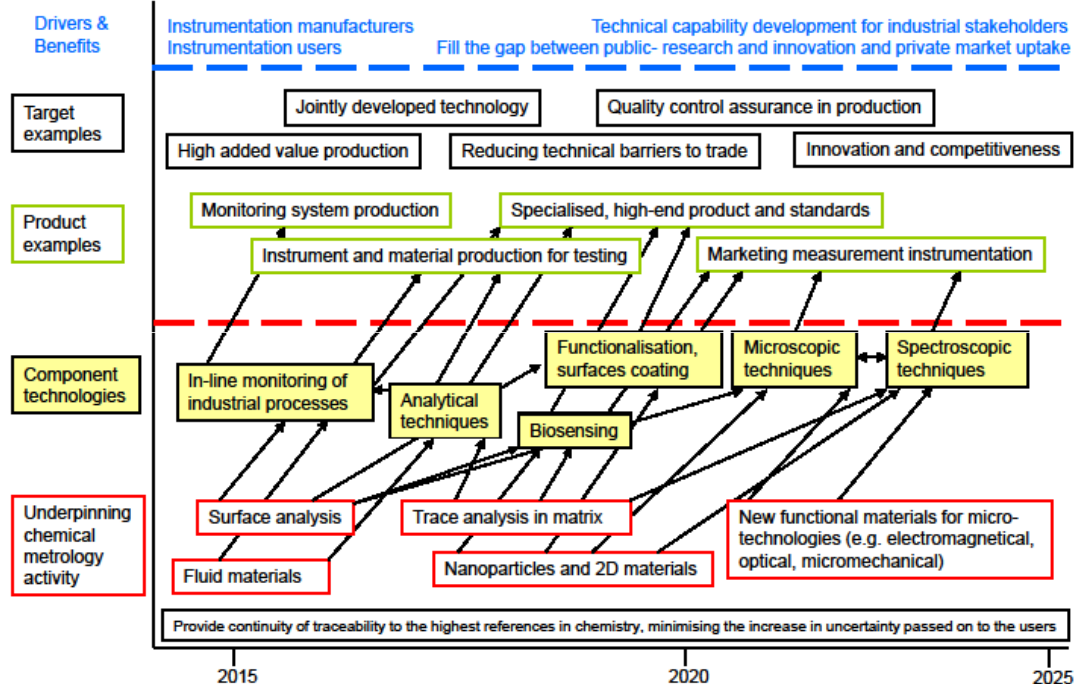 Drivers &
Benefits
Instrumentation manufacturers
Instrumentation users
Technical capability development for industrial stakeholders
Fill the gap between public- research and innovation and private market uptake
Target
examples
Jointly developed technology
Quality control assurance in production
High added value production
Reducing technical barriers to trade
Innovation and competitiveness
Product
examples
Monitoring system production
Specialised, high-end product and standards
Instrument and material production for testing
Marketing measurement instrumentation
Component
technologies
In-line monitoring of
industrial processes
Analytical
techniques
Functionalisation,
surfaces coating
Biosensing
Microscopic
techniques
Spectroscopic
techniques
Underpinning
chemical
metrology
activity
Surface analysis
Trace analysis in matrix
New functional materials for micro-
technologies (e.g. electromagnetical,
optical, micromechanical)
Fluid materials
Nanoparticles and 2D materials
Provide continuity of traceability to the highest references in chemistry, minimising the increase in uncertainty passed on to the users
2015
2020
2025